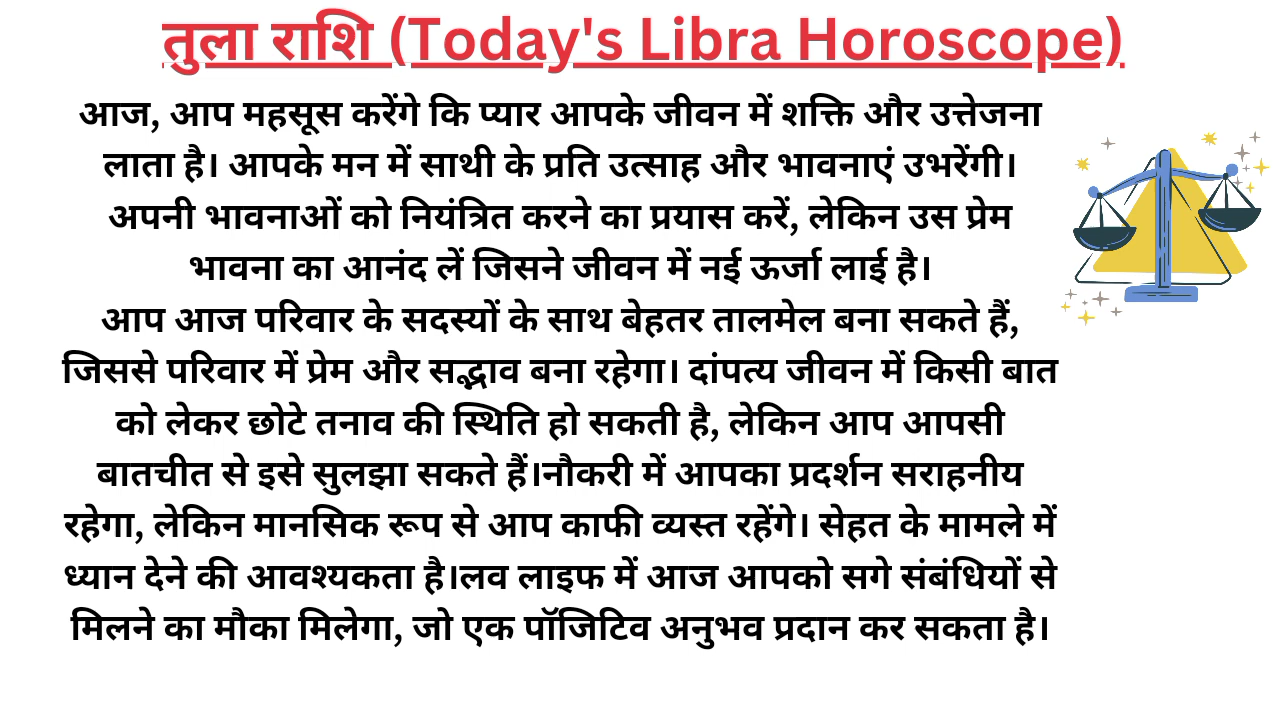 तुला राशि (Today's Libra Horoscope)
आज, आप महसूस करेंगे कि प्यार आपके जीवन में शक्ति और उत्तेजना
लाता है। आपके मन में साथी के प्रति उत्साह और भावनाएं उभरेंगी।
अपनी भावनाओं को नियंत्रित करने का प्रयास करें, लेकिन उस प्रेम
भावना का आनंद लें जिसने जीवन में नई ऊर्जा लाई है।
आप आज परिवार के सदस्यों के साथ बेहतर तालमेल बना सकते हैं,
जिससे परिवार में प्रेम और सद्भाव बना रहेगा। दांपत्य जीवन में किसी बात
को लेकर छोटे तनाव की स्थिति हो सकती है, लेकिन आप आपसी
बातचीत से इसे सुलझा सकते हैं।नौकरी में आपका प्रदर्शन सराहनीय
रहेगा, लेकिन मानसिक रूप से आप काफी व्यस्त रहेंगे। सेहत के मामले में
ध्यान देने की आवश्यकता है।लव लाइफ में आज आपको सगे संबंधियों से
मिलने का मौका मिलेगा, जो एक पॉजिटिव अनुभव प्रदान कर सकता है।